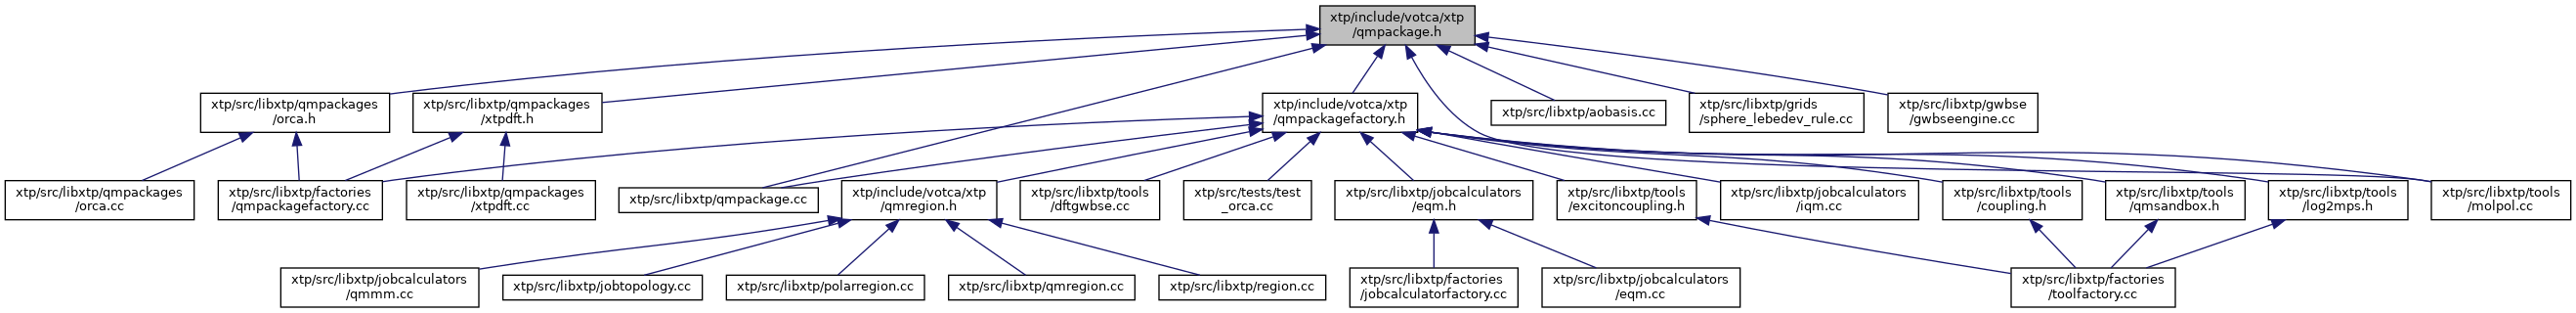 xtp/include/votca/xtp
/qmpackage.h
xtp/src/libxtp/qmpackages
/orca.h
xtp/src/libxtp/qmpackages
/xtpdft.h
xtp/include/votca/xtp
/qmpackagefactory.h
xtp/src/libxtp/aobasis.cc
xtp/src/libxtp/grids
/sphere_lebedev_rule.cc
xtp/src/libxtp/gwbse
/gwbseengine.cc
xtp/src/libxtp/qmpackages
/orca.cc
xtp/src/libxtp/factories
/qmpackagefactory.cc
xtp/src/libxtp/qmpackages
/xtpdft.cc
xtp/src/libxtp/qmpackage.cc
xtp/include/votca/xtp
/qmregion.h
xtp/src/libxtp/tools
/dftgwbse.cc
xtp/src/tests/test
_orca.cc
xtp/src/libxtp/jobcalculators
/eqm.h
xtp/src/libxtp/tools
/excitoncoupling.h
xtp/src/libxtp/jobcalculators
/iqm.cc
xtp/src/libxtp/tools
/coupling.h
xtp/src/libxtp/tools
/qmsandbox.h
xtp/src/libxtp/tools
/log2mps.h
xtp/src/libxtp/tools
/molpol.cc
xtp/src/libxtp/jobcalculators
/qmmm.cc
xtp/src/libxtp/jobtopology.cc
xtp/src/libxtp/polarregion.cc
xtp/src/libxtp/qmregion.cc
xtp/src/libxtp/region.cc
xtp/src/libxtp/factories
/jobcalculatorfactory.cc
xtp/src/libxtp/jobcalculators
/eqm.cc
xtp/src/libxtp/factories
/toolfactory.cc